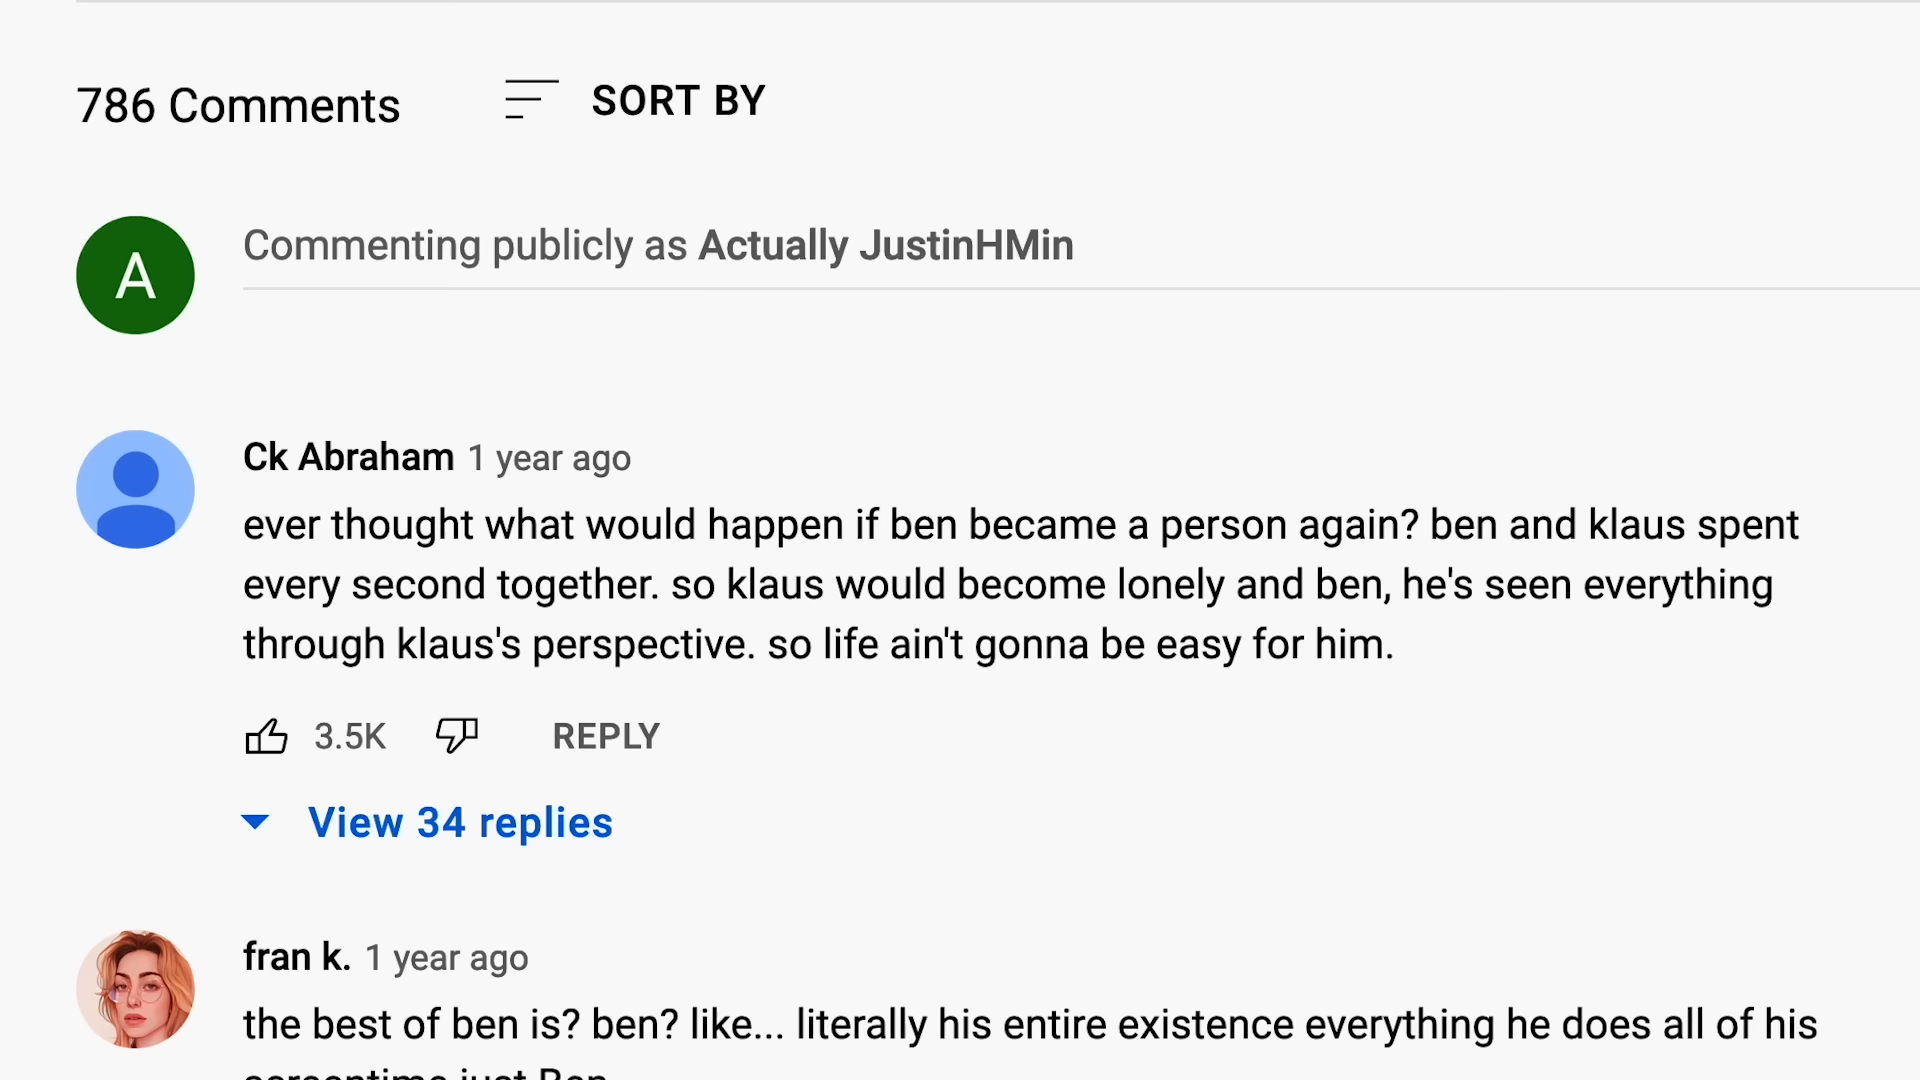 786 Comments
SORT BY
A
Commenting publicly as Actually JustinHMin
Ck Abraham 1 year ago
ever thought what would happen if ben became a person again? ben and klaus spent
every second together. so klaus would become lonely and ben, he's seen everything
through klaus's perspective. so life ain't gonna be easy for him.
3.5K
REPLY
View 34 replies
fran k. 1 year ago
the best of ben is? ben? like... literally his entire existence everything he does all of his
screentime just Ben